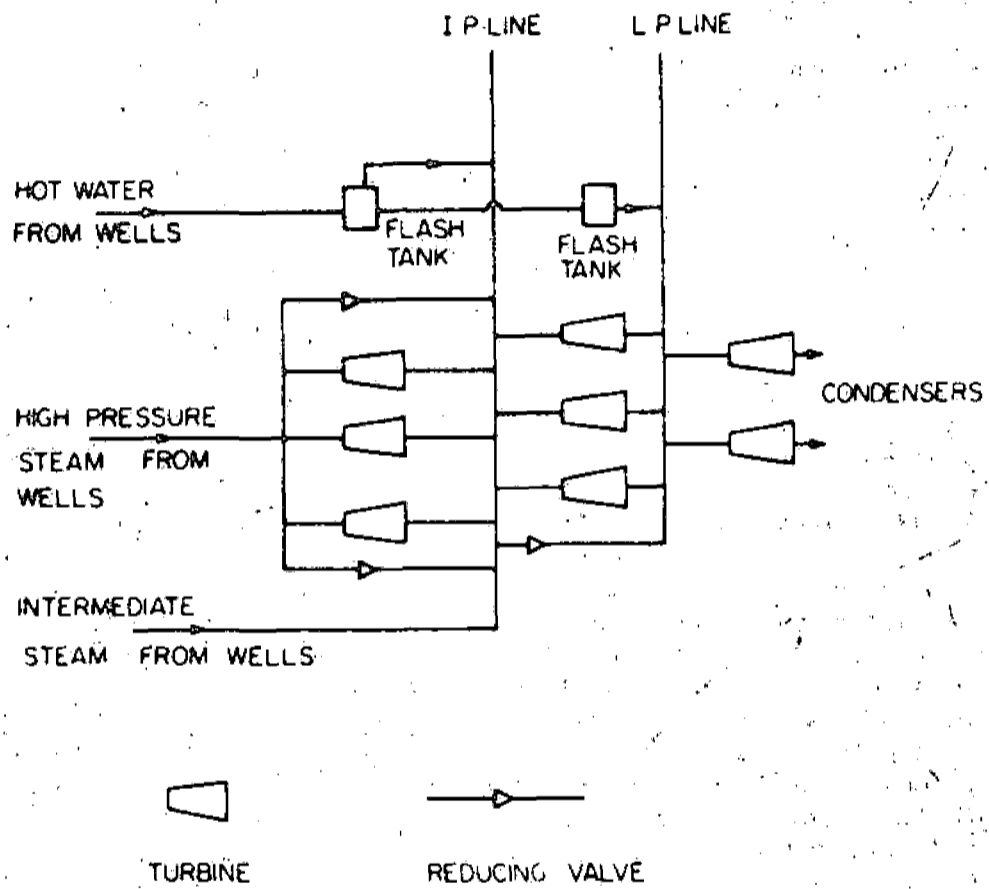 I P LINE
L P LINE
HOT WATER
FROM WELLS
FLASH
TANK
FLASH
TANK
HIGH PRESSURE
STEAM FROM
WELLS
CONDENSERS
INTERMEDIATE
STEAM FROM WELLS
TURBINE
REDUCING VALVE